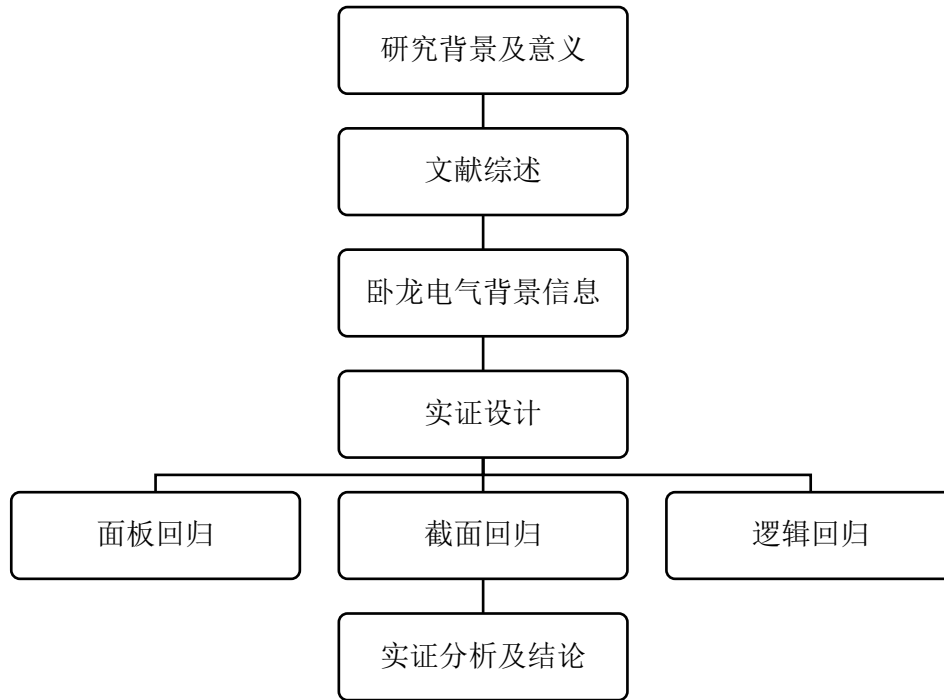 研究背景及意义
文献综述
卧龙电气背景信息
实证设计
面板回归
截面回归
逻辑回归
实证分析及结论